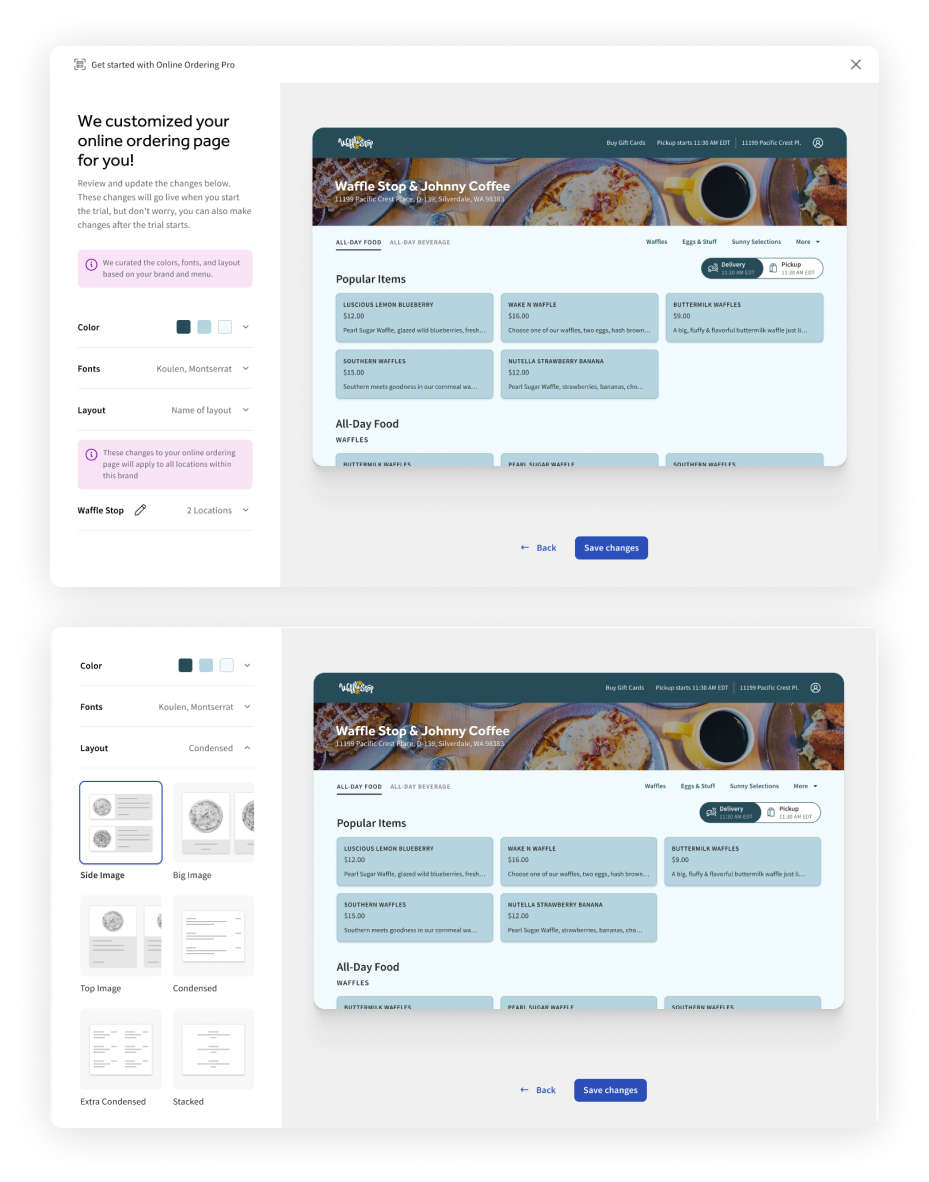 Get started with Online Ordering Pro
We customized your
online ordering page
for you!
Review and update the changes below.
These changes will go live when you start
the trial, but don't worry, you can also make
changes after the trial starts.
We curated the colors, fonts, and layout
based on your brand and menu.
Color
Fonts Koulen, Montserrat
Layout Name of layout
These changes to your online ordering
page will apply to all locations within
this brand
Waffle Stop 2 Locations
Waffle Stop
Buy Gift Cards Pickup starts 11:30 AM EDT 11199 Pacific Crest Pl.
Waffle Stop & Johnny Coffee
11199 Pacific Crest Place, D-139, Silverdale, WA 98383
ALL-DAY FOOD ALL-DAY BEVERAGE Waffles Eggs & Stuff Sunny Selections More
Delivery Pickup
11:30 AM EDT 11:30 AM EDT
Popular Items
LUSCIOUS LEMON BLUEBERRY WAKE N WAFFLE BUTTERMILK WAFFLES
$12.00 $16.00 $9.00
Pearl Sugar Waffle, glazed wild blueberries, fresh... Choose one of our waffles, two eggs, hash brown... A big, fluffy & flavorful buttermilk waffle just li...
SOUTHERN WAFFLES NUTELLA STRAWBERRY BANANA
$15.00 $12.00
Southern meets goodness in our cornmeal wa... Pearl Sugar Waffle, strawberries, bananas, cho...
All-Day Food
WAFFLES
BUTTERMILK WAFFLES PEARL SUGAR WAFFLE SOUTHERN WAFFLES
← Back Save changes
Color
Fonts Koulen, Montserrat
Layout Condensed
Side Image Big Image
Top Image Condensed
Extra Condensed Stacked
Waffle Stop
Buy Gift Cards Pickup starts 11:30 AM EDT 11199 Pacific Crest Pl.
Waffle Stop & Johnny Coffee
11199 Pacific Crest Place, D-139, Silverdale, WA 98383
ALL-DAY FOOD ALL-DAY BEVERAGE Waffles Eggs & Stuff Sunny Selections More
Delivery Pickup
11:30 AM EDT 11:30 AM EDT
Popular Items
LUSCIOUS LEMON BLUEBERRY WAKE N WAFFLE BUTTERMILK WAFFLES
$12.00 $16.00 $9.00
Pearl Sugar Waffle, glazed wild blueberries, fresh... Choose one of our waffles, two eggs, hash brown... A big, fluffy & flavorful buttermilk waffle just li...
SOUTHERN WAFFLES NUTELLA STRAWBERRY BANANA
$15.00 $12.00
Southern meets goodness in our cornmeal wa... Pearl Sugar Waffle, strawberries, bananas, cho...
All-Day Food
WAFFLES
BUTTERMILK WAFFLES PEARL SUGAR WAFFLE SOUTHERN WAFFLES
← Back Save changes